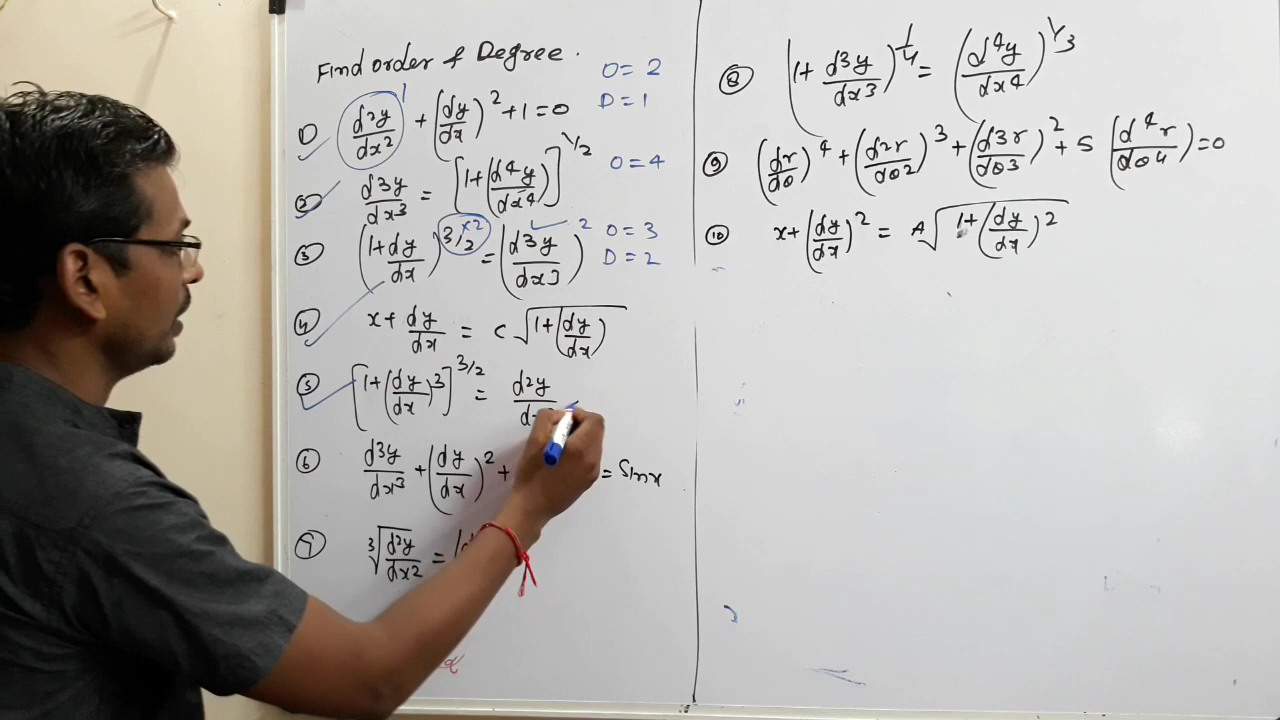 Find order & Degree.
① d2y/dx2 1 + (dy/dx)2 + 1 = 0 O = 2 D = 1
② d3y/dx3 = [1+(d4y/dx4)]1/2 O = 4
③ (1+dy/dx)3/2 ×2 = (d3y/dx3)2 O = 3 D = 2
④ x+ dy/dx = c√1+(dy/dx)
⑤ [1+(dy/dx)3]3/2 = d2y
⑥ d3y/dx3 + (dy/dx)2 + = Sinx
⑦ 3√d2y/dx2 =
⑧ (1+ d3y/dx3)1/4 = (d4y/dx4)1/3
⑨ (dr/dθ)4 + (d2r/dθ2)3 + (d3r/dθ3)2 + 5 (d4r/dθ4) = 0
⑩ x+(dy/dx)2 = A√1+(dy/dx)2